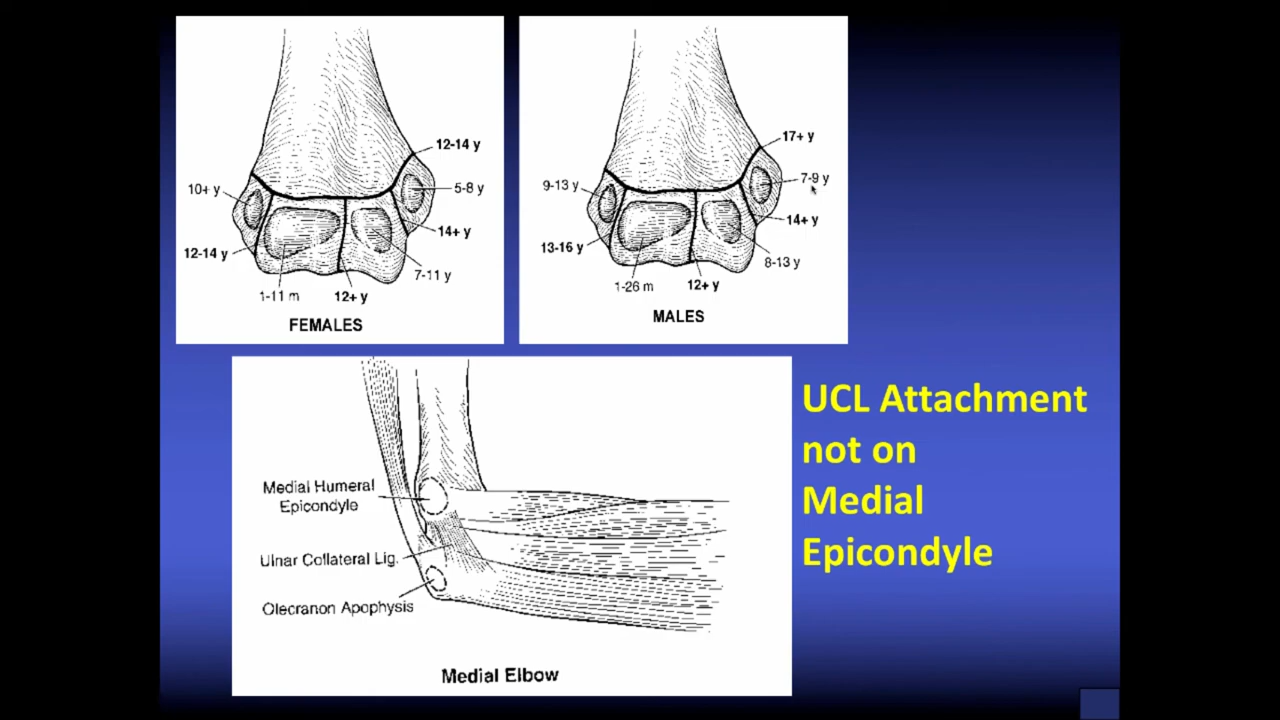 12-14 y
10+ y
5-8 y
14+ y
12-14 y
7-11 y
1-11 m
12+ y
FEMALES
17+ y
9-13 y
7-9 y
14+ y
13-16 y
8-13 y
1-26 m
12+ y
MALES
Medial Humeral
Epicondyle
Ulnar Collateral Lig.
Olecranon Apophysis
Medial Elbow
UCL Attachment
not on
Medial
Epicondyle